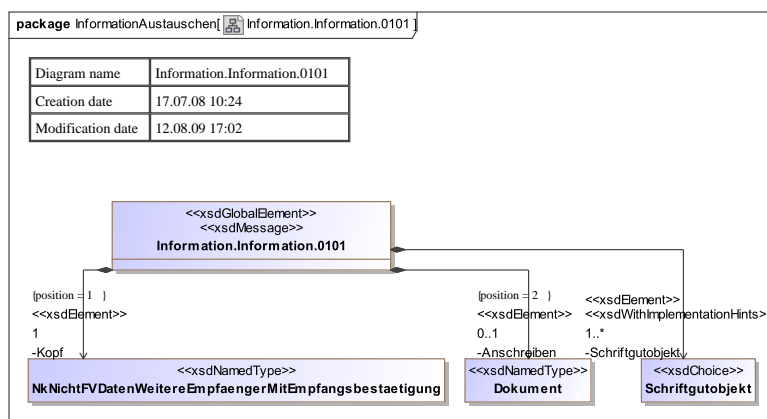 package InformationAustauschen[ Information.Information.0101 ]
Diagram name Information.Information.0101
Creation date 17.07.08 10:24
Modification date 12.08.09 17:02
<<xsdGlobalElement>>
<<xsdMessage>>
Information.Information.0101
{position = 1 }
<<xsdElement>>
1
-Kopf
{position = 2 }
<<xsdElement>>
0..1
-Anschreiben
<<xsdElement>>
<<xsdWithImplementationHints>>
1..*
-Schriftgutobjekt
<<xsdNamedType>>
NkNichtFVDatenWeitereEmpfaengerMitEmpfangsbestaetigung
<<xsdNamedType>>
Dokument
<<xsdChoice>>
Schriftgutobjekt